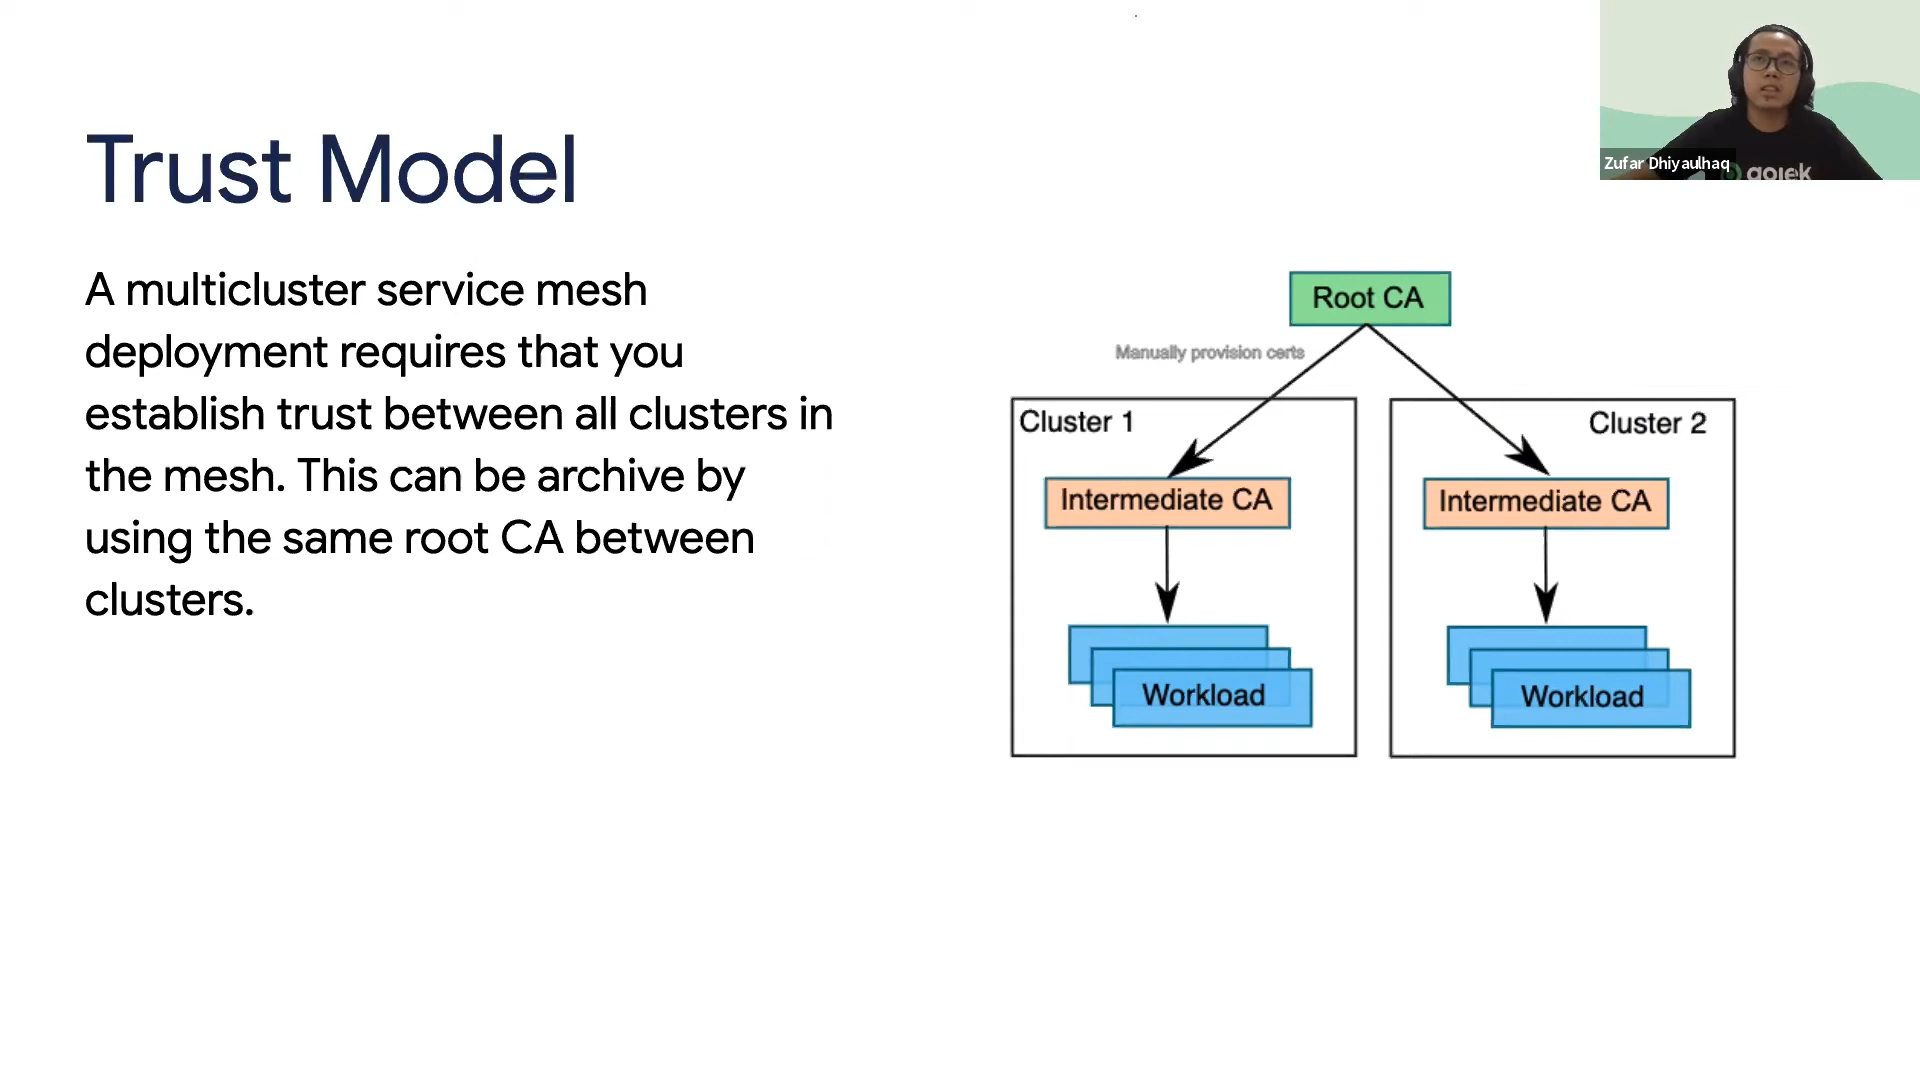 Trust Model
A multicluster service mesh
deployment requires that you
establish trust between all clusters in
the mesh. This can be archive by
using the same root CA between
clusters.
Root CA
Manually provision certs
Cluster 1
Cluster 2
Intermediate CA
Intermediate CA
Workload
Workload
Zufar Dhiyaulhaq
gojek